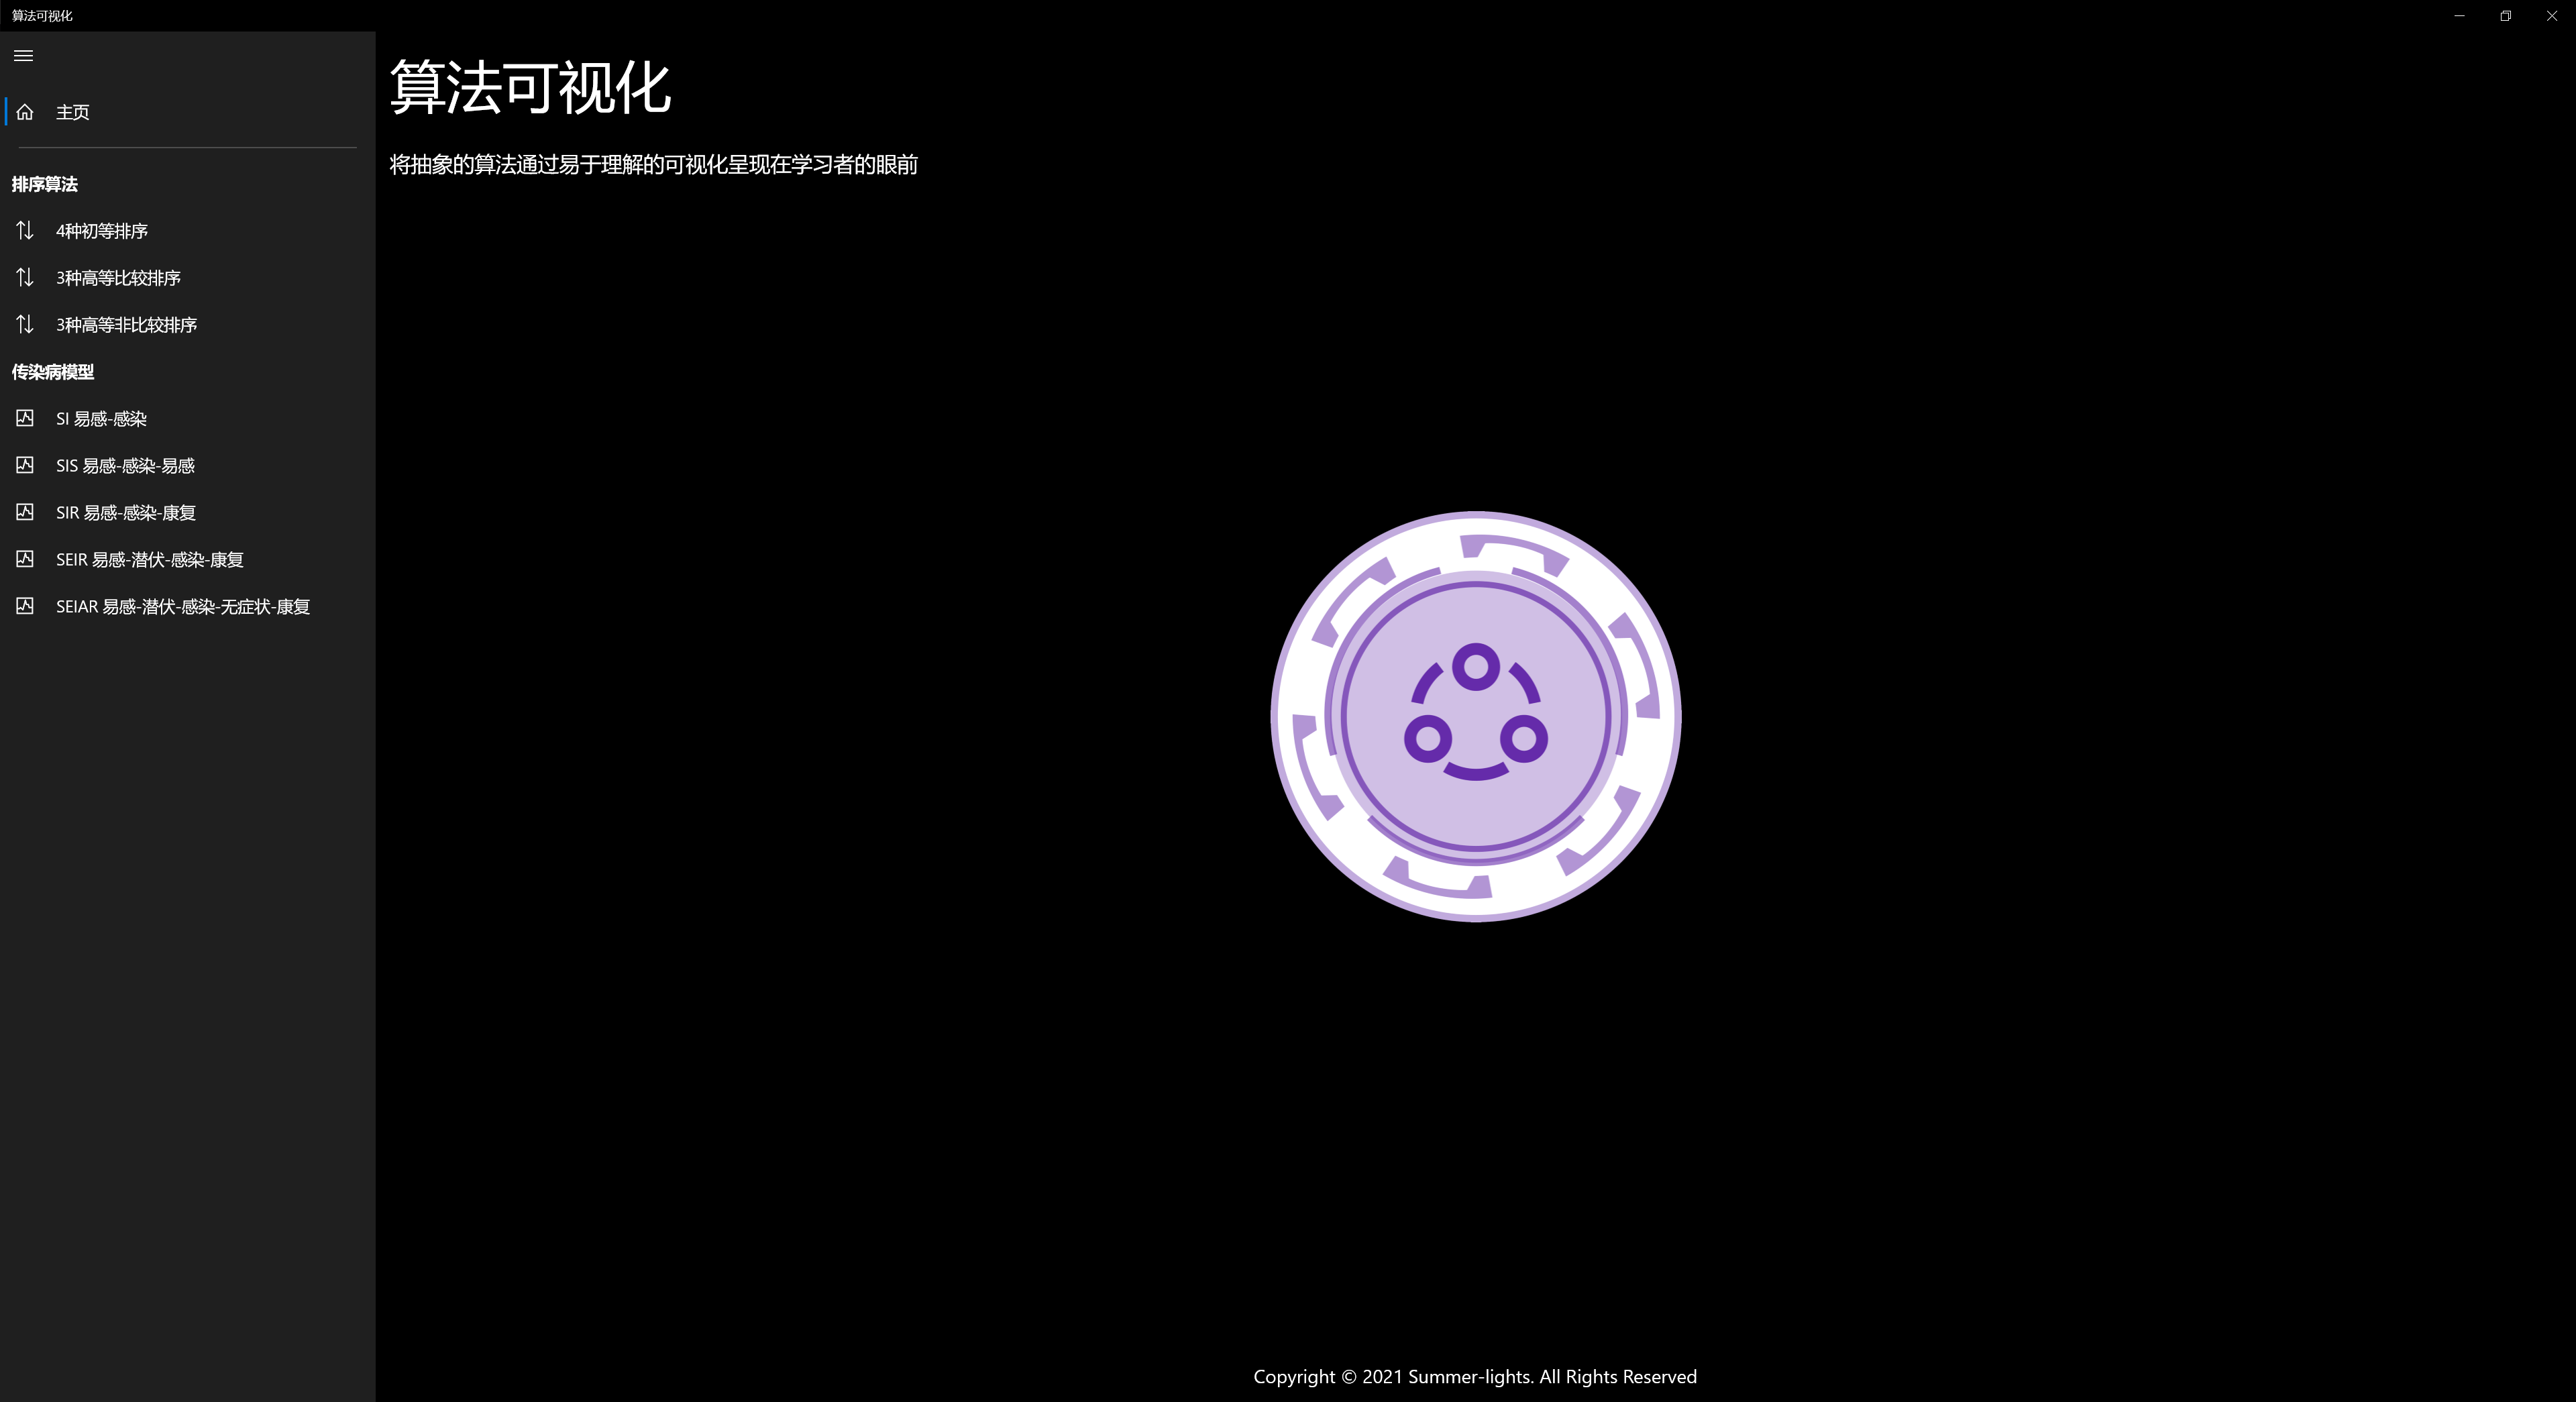 算法可视化
主页
排序算法
4种初等排序
3种高等比较排序
3种高等非比较排序
传染病模型
SI 易感-感染
SIS 易感-感染-易感
SIR 易感-感染-康复
SEIR 易感-潜伏-感染-康复
SEIAR 易感-潜伏-感染-无症状-康复
算法可视化
将抽象的算法通过易于理解的可视化呈现在学习者的眼前
Copyright © 2021 Summer-lights. All Rights Reserved